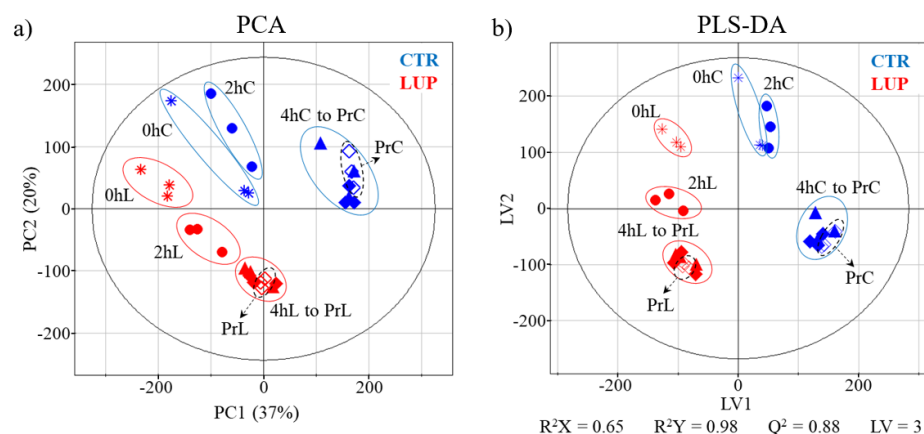 a)
PCA
CTR
LUP
200
100
0
-100
-200
PC2 (20%)
0hC
2hC
4hC to PrC
PrC
0hL
2hL
PrL
4hL to PrL
-200
0
200
PC1 (37%)
b)
PLS-DA
CTR
LUP
200
100
0
-100
-200
LV2
0hC
2hC
0hL
2hL
4hC to PrC
4hL to PrL
PrC
PrL
-200
0
200
LV1
R²X = 0.65 R²Y = 0.98 Q² = 0.88 LV = 3